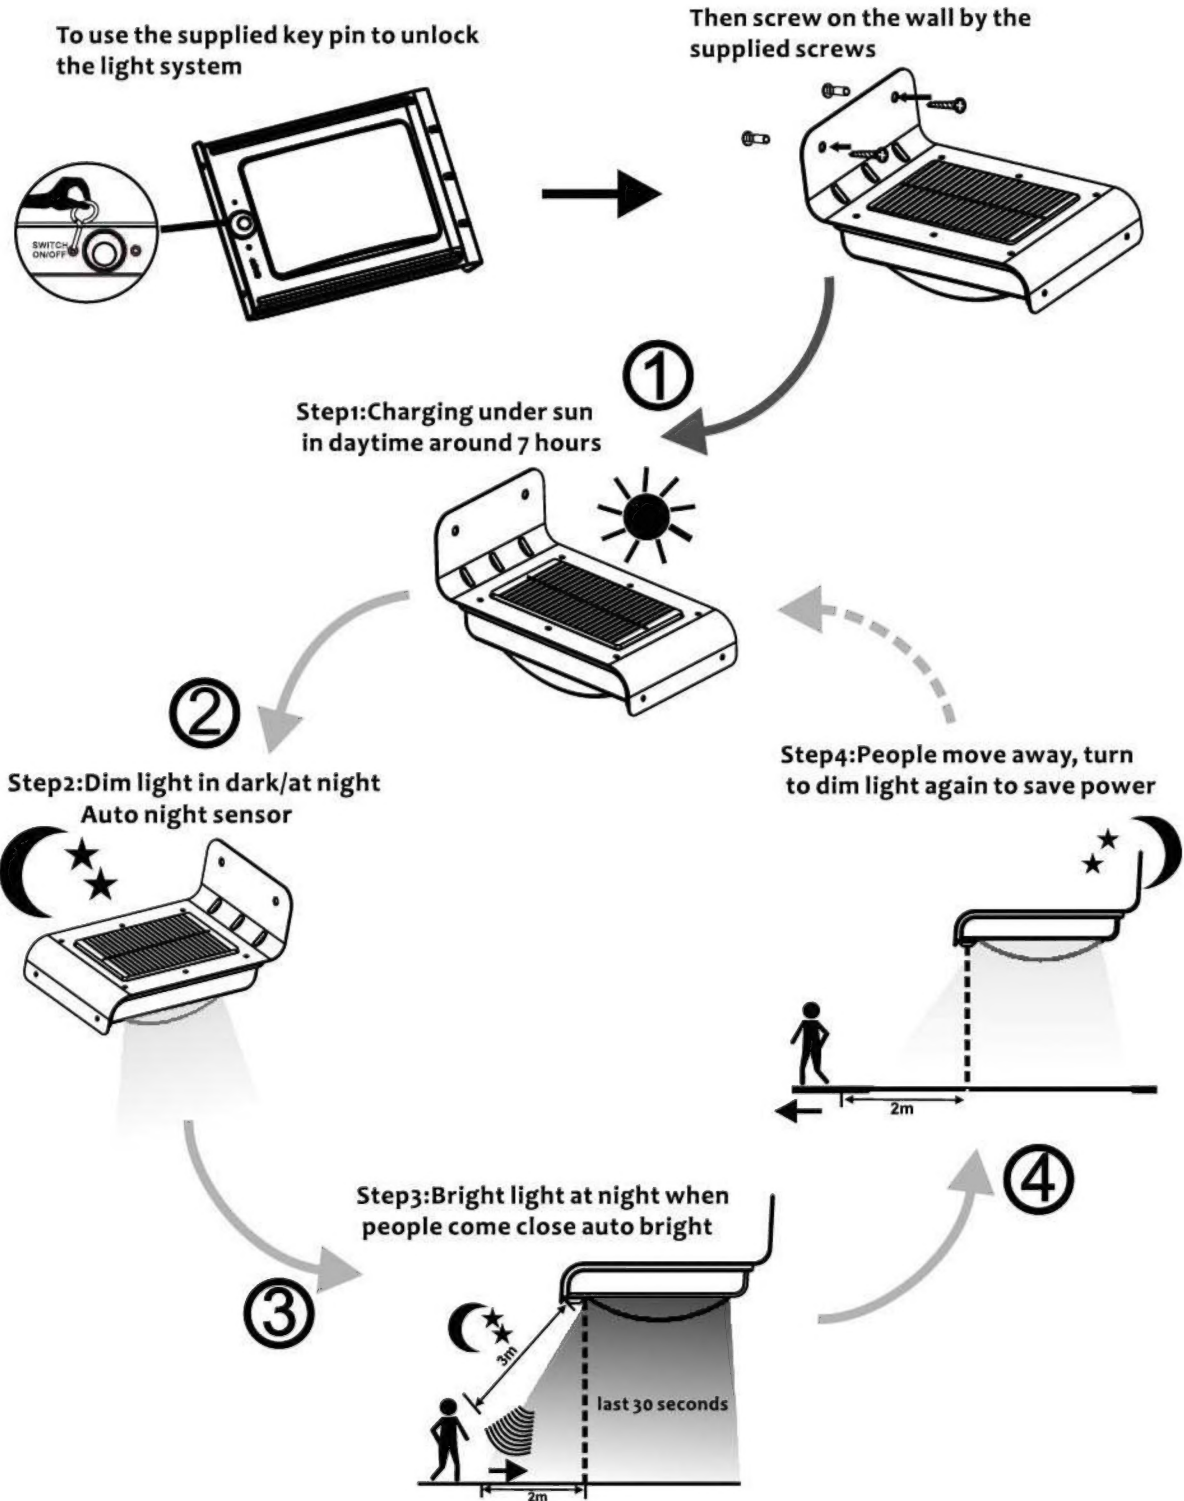 To use the supplied key pin to unlock
the light system
Then screw on the wall by the
supplied screws
SWITCH
ON/OFF
1
Step1:Charging under sun
in daytime around 7 hours
2
Step2:Dim light in dark/at night
Auto night sensor
Step4:People move away, turn
to dim light again to save power
2m
4
Step3:Bright light at night when
people come close auto bright
3
3m
last 30 seconds
2m